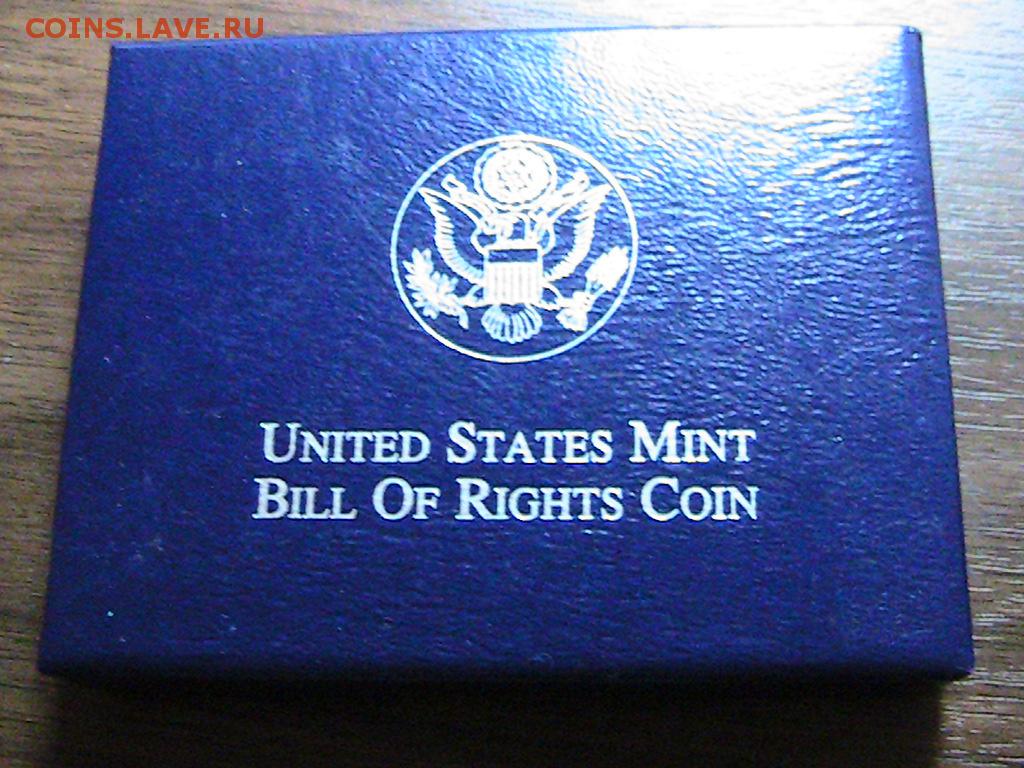 COINS.LAVE.RU
UNITED STATES MINT
BILL OF RIGHTS COIN